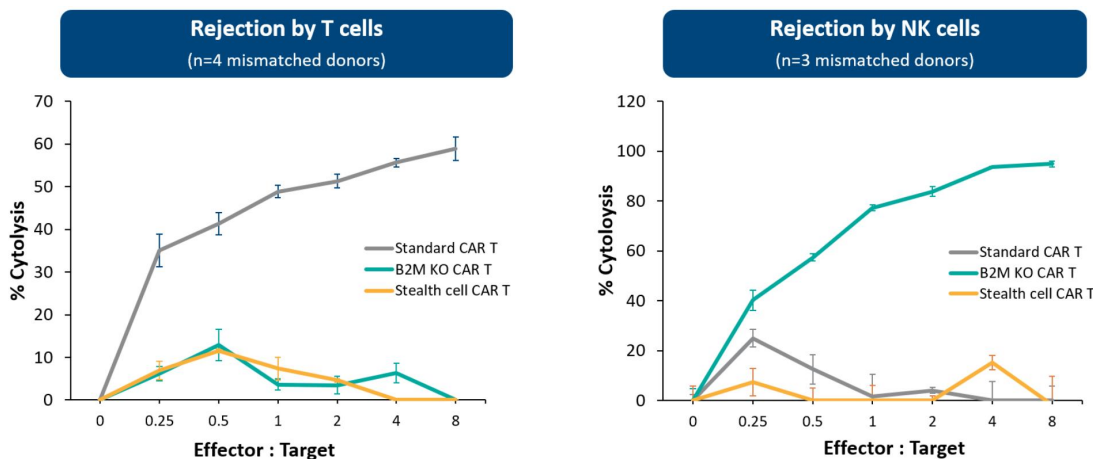 Rejection by T cells
(n=4 mismatched donors)
% Cytolysis
70
60
50
40
30
20
10
0
Standard CAR T
B2M KO CAR T
Stealth cell CAR T
0 0.25 0.5 1 2 4 8
Effector : Target
Rejection by NK cells
(n=3 mismatched donors)
% Cytoloysis
120
100
80
60
40
20
0
Standard CAR T
B2M KO CAR T
Stealth cell CAR T
0 0.25 0.5 1 2 4 8
Effector : Target